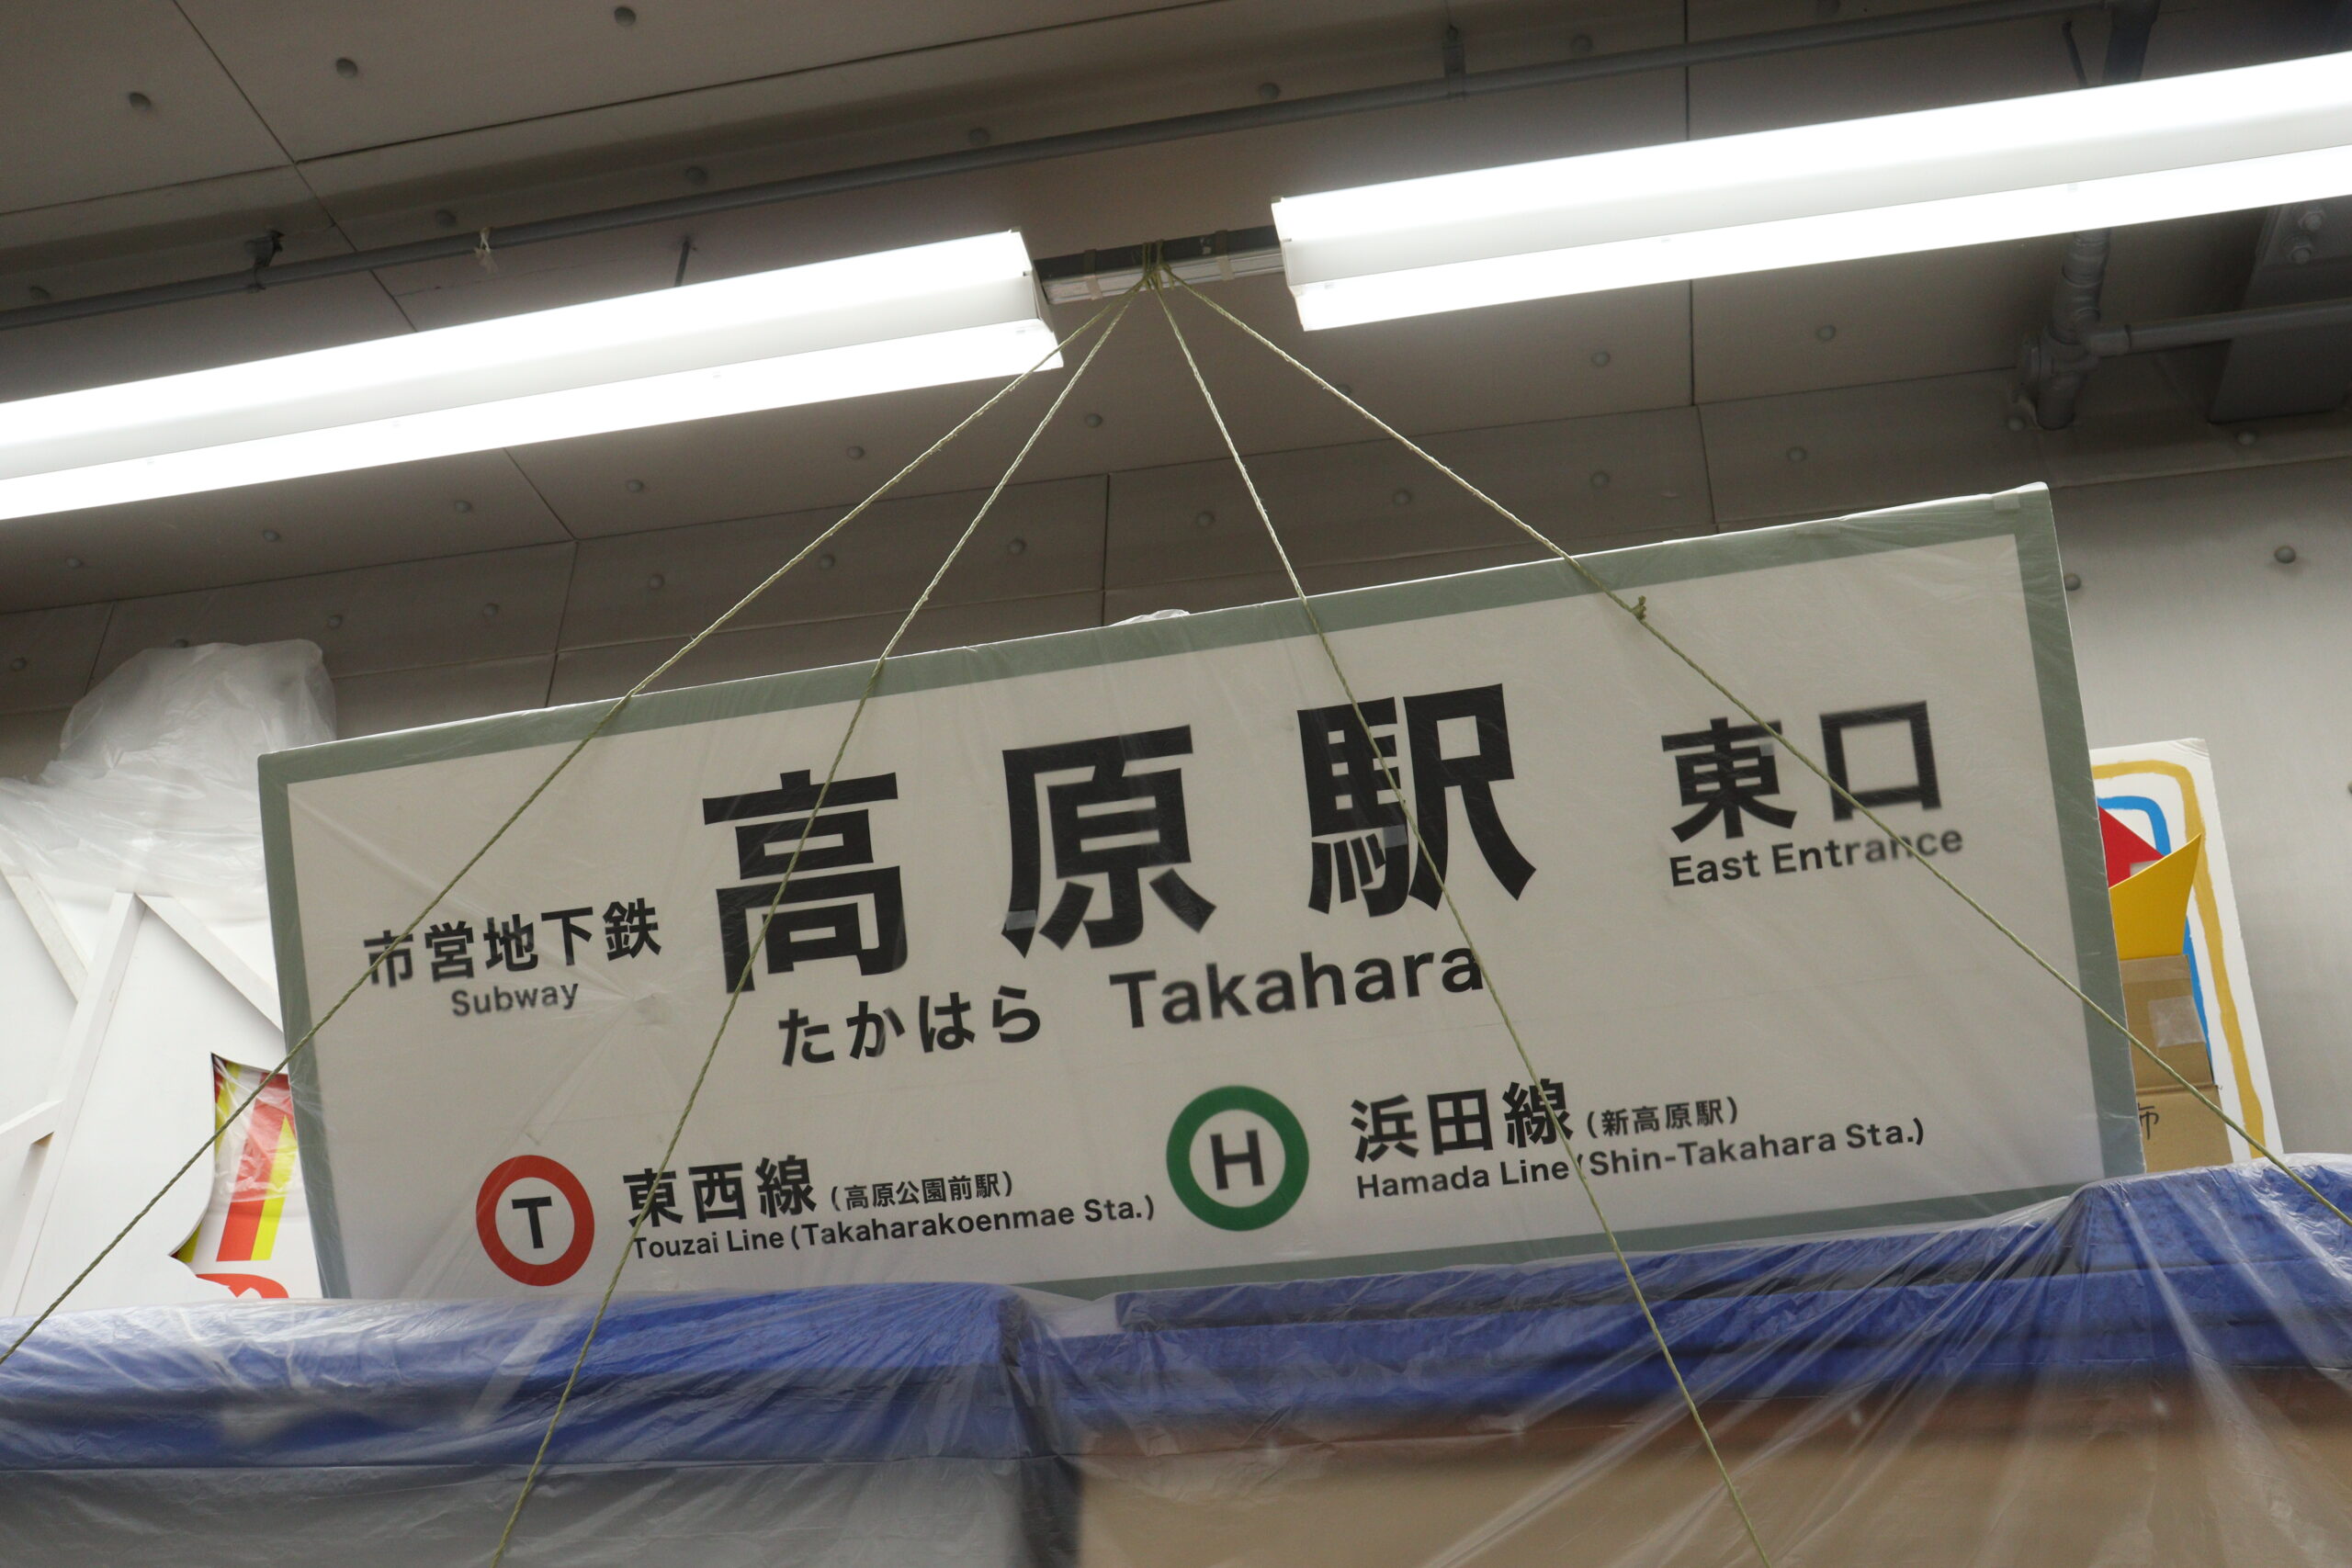 市営地下鉄
Subway
高原駅
たかはら Takahara
東口
East Entrance
T
東西線(高原公園前駅)
Touzai Line (Takaharakoenmae Sta.)
H
浜田線(新高原駅)
Hamada Line (Shin-Takahara Sta.)